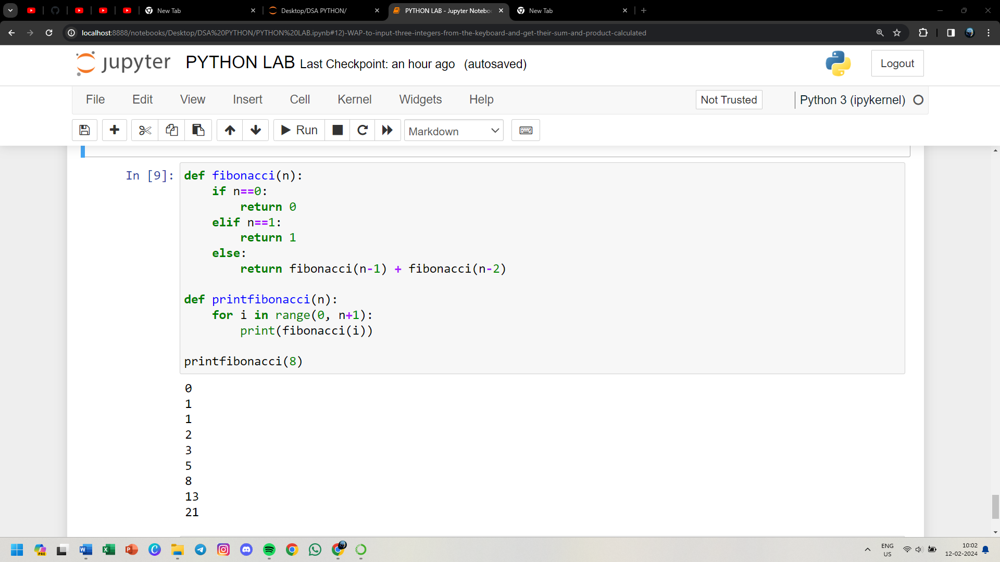 New Tab
Desktop/DSA PYTHON/
PYTHON LAB - Jupyter Notebo
New Tab
localhost:8888/notebooks/Desktop/DSA%20PYTHON/PYTHON%20LAB.ipynb#12)-WAP-to-input-three-integers-from-the-keyboard-and-get-their-sum-and-product-calculated
jupyter PYTHON LAB Last Checkpoint: an hour ago (autosaved)
Logout
File Edit View Insert Cell Kernel Widgets Help
Not Trusted
Python 3 (ipykernel)
Run
Markdown
In [9]:
def fibonacci(n):
    if n==0:
        return 0
    elif n==1:
        return 1
    else:
        return fibonacci(n-1) + fibonacci(n-2)
def printfibonacci(n):
    for i in range(0, n+1):
        print(fibonacci(i))
printfibonacci(8)
0
1
1
2
3
5
8
13
21
PRE
ENG
US
10:02
12-02-2024